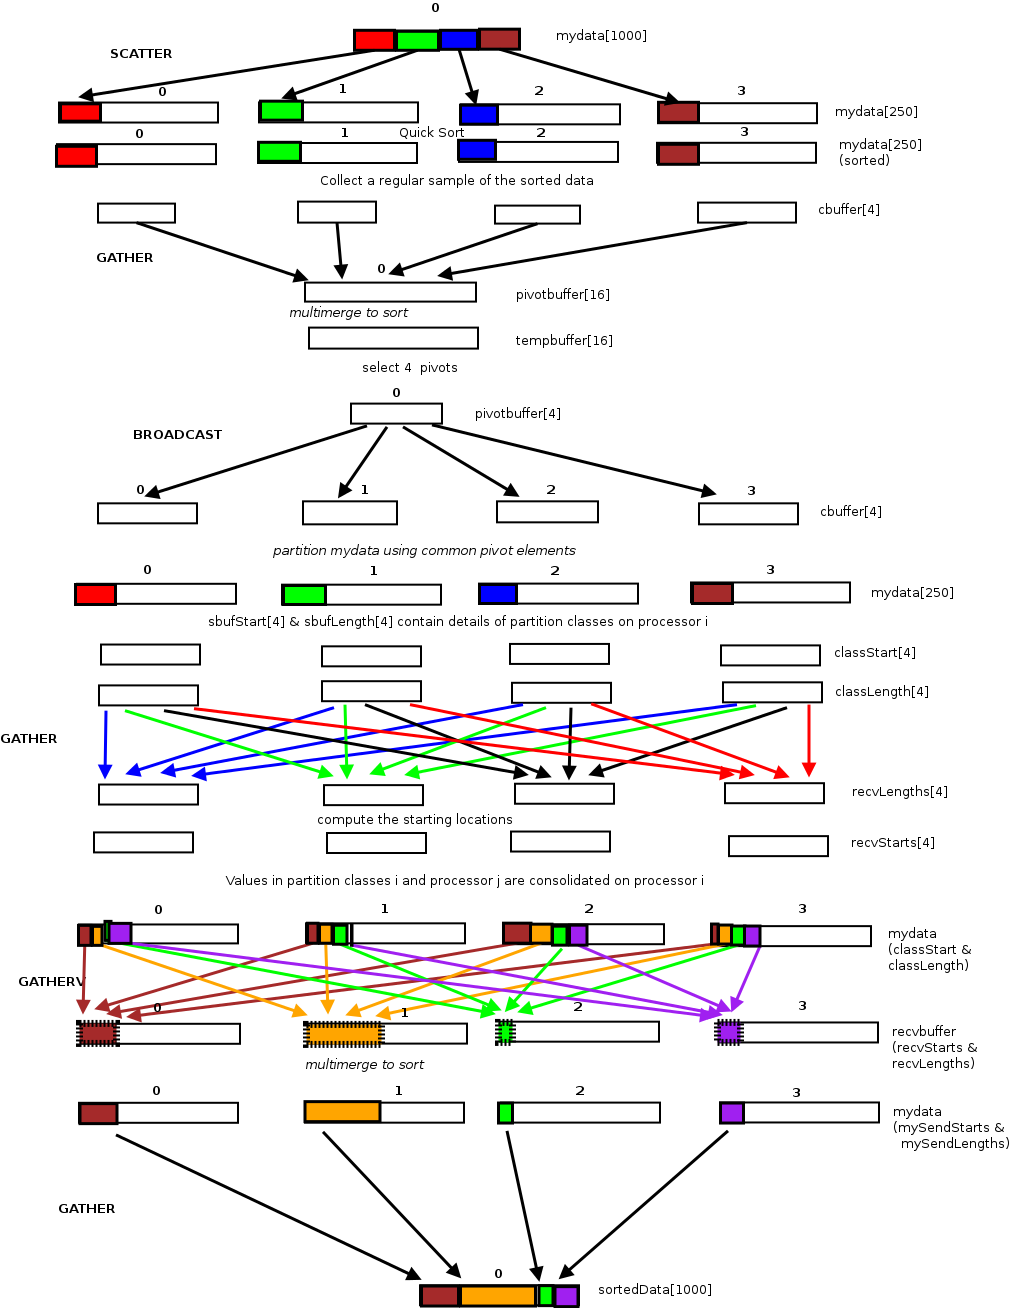 0
mydata[1000]
SCATTER
0 1 2 3
mydata[250]
0 1 Quick Sort 2 3
mydata[250]
(sorted)
Collect a regular sample of the sorted data
cbuffer[4]
GATHER
0
pivotbuffer[16]
multimerge to sort
tempbuffer[16]
select 4 pivots
0
pivotbuffer[4]
BROADCAST
0 1 2 3
cbuffer[4]
partition mydata using common pivot elements
0 1 2 3
mydata[250]
sbufStart[4] & sbufLength[4] contain details of partition classes on processor i
classStart[4]
classLength[4]
GATHER
recvLengths[4]
compute the starting locations
recvStarts[4]
Values in partition classes i and processor j are consolidated on processor i
0 1 2 3
mydata
(classStart &
classLength)
GATHERV
0 1 2 3
recvbuffer
(recvStarts &
recvLengths)
multimerge to sort
0 1 2 3
mydata
(mySendStarts &
mySendLengths)
GATHER
0
sortedData[1000]